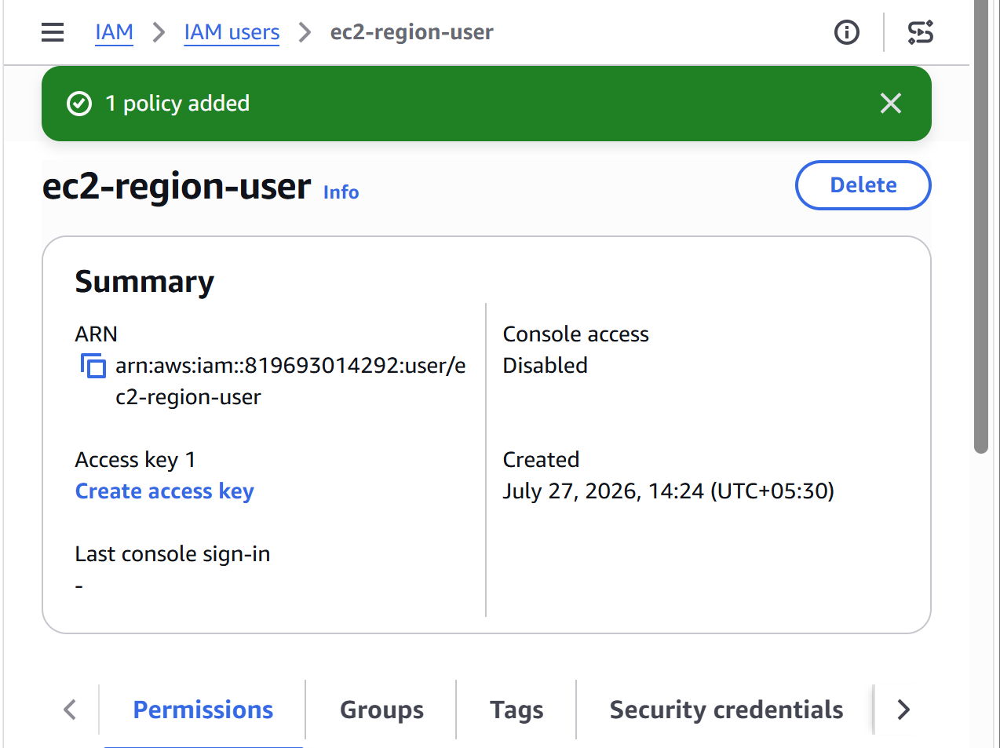 IAM > IAM users > ec2-region-user
1 policy added
ec2-region-user Info
Delete
Summary
ARN
arn:aws:iam::819693014292:user/e
c2-region-user
Console access
Disabled
Access key 1
Create access key
Created
July 27, 2026, 14:24 (UTC+05:30)
Last console sign-in
-
Permissions
Groups
Tags
Security credentials